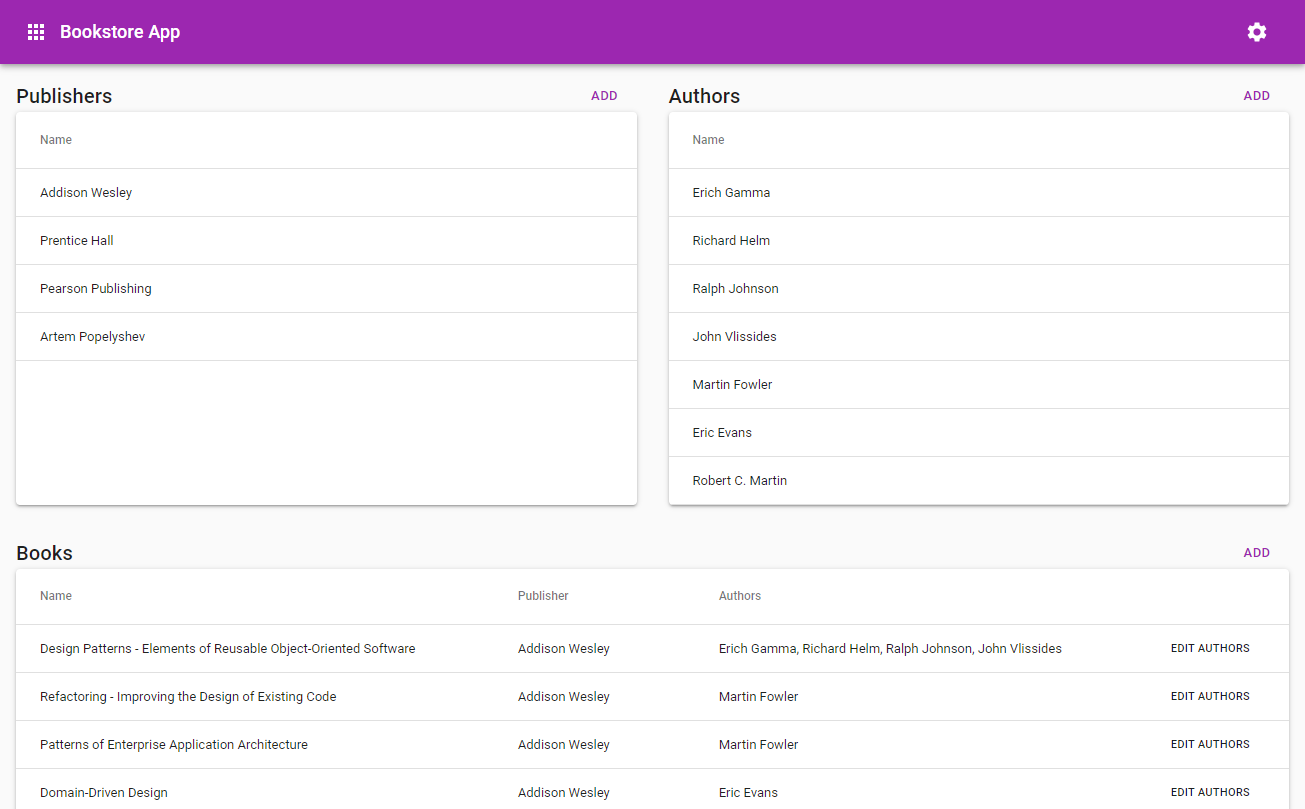 Bookstore App
Publishers ADD
Name
Addison Wesley
Prentice Hall
Pearson Publishing
Artem Popelyshev
Authors ADD
Name
Erich Gamma
Richard Helm
Ralph Johnson
John Vlissides
Martin Fowler
Eric Evans
Robert C. Martin
Books ADD
Name Publisher Authors
Design Patterns - Elements of Reusable Object-Oriented Software Addison Wesley Erich Gamma, Richard Helm, Ralph Johnson, John Vlissides EDIT AUTHORS
Refactoring - Improving the Design of Existing Code Addison Wesley Martin Fowler EDIT AUTHORS
Patterns of Enterprise Application Architecture Addison Wesley Martin Fowler EDIT AUTHORS
Domain-Driven Design Addison Wesley Eric Evans EDIT AUTHORS